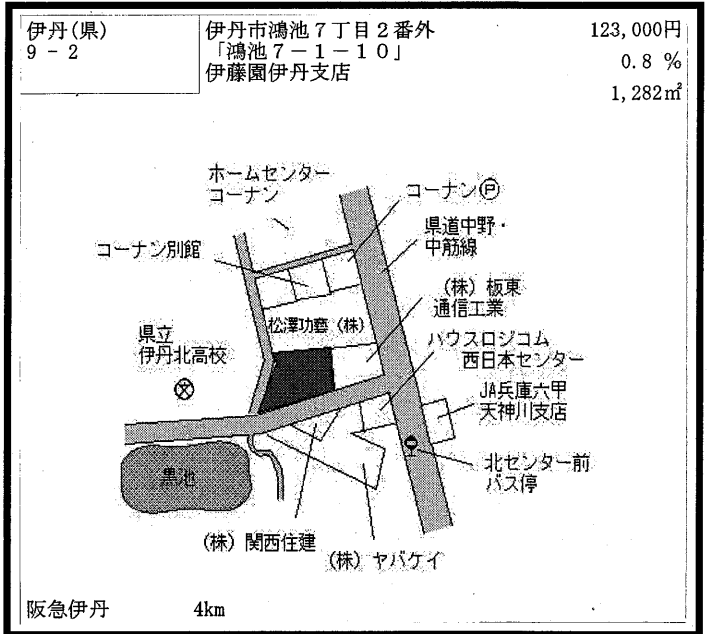 伊丹(県)
9 - 2
伊丹市鴻池７丁目２番外
「鴻池７－１－１０」
伊藤園伊丹支店
123,000円
0.8 %
1,282㎡
ホームセンター
コーナン
コーナンⓅ
県道中野・
中筋線
コーナン別館
(株) 板東
通信工業
松澤功藝 (株)
ハウスロジコム
西日本センター
県立
伊丹北高校
文
JA兵庫六甲
天神川支店
北センター前
バス停
黒池
(株) 関西住建
(株) ヤバケイ
阪急伊丹
4km